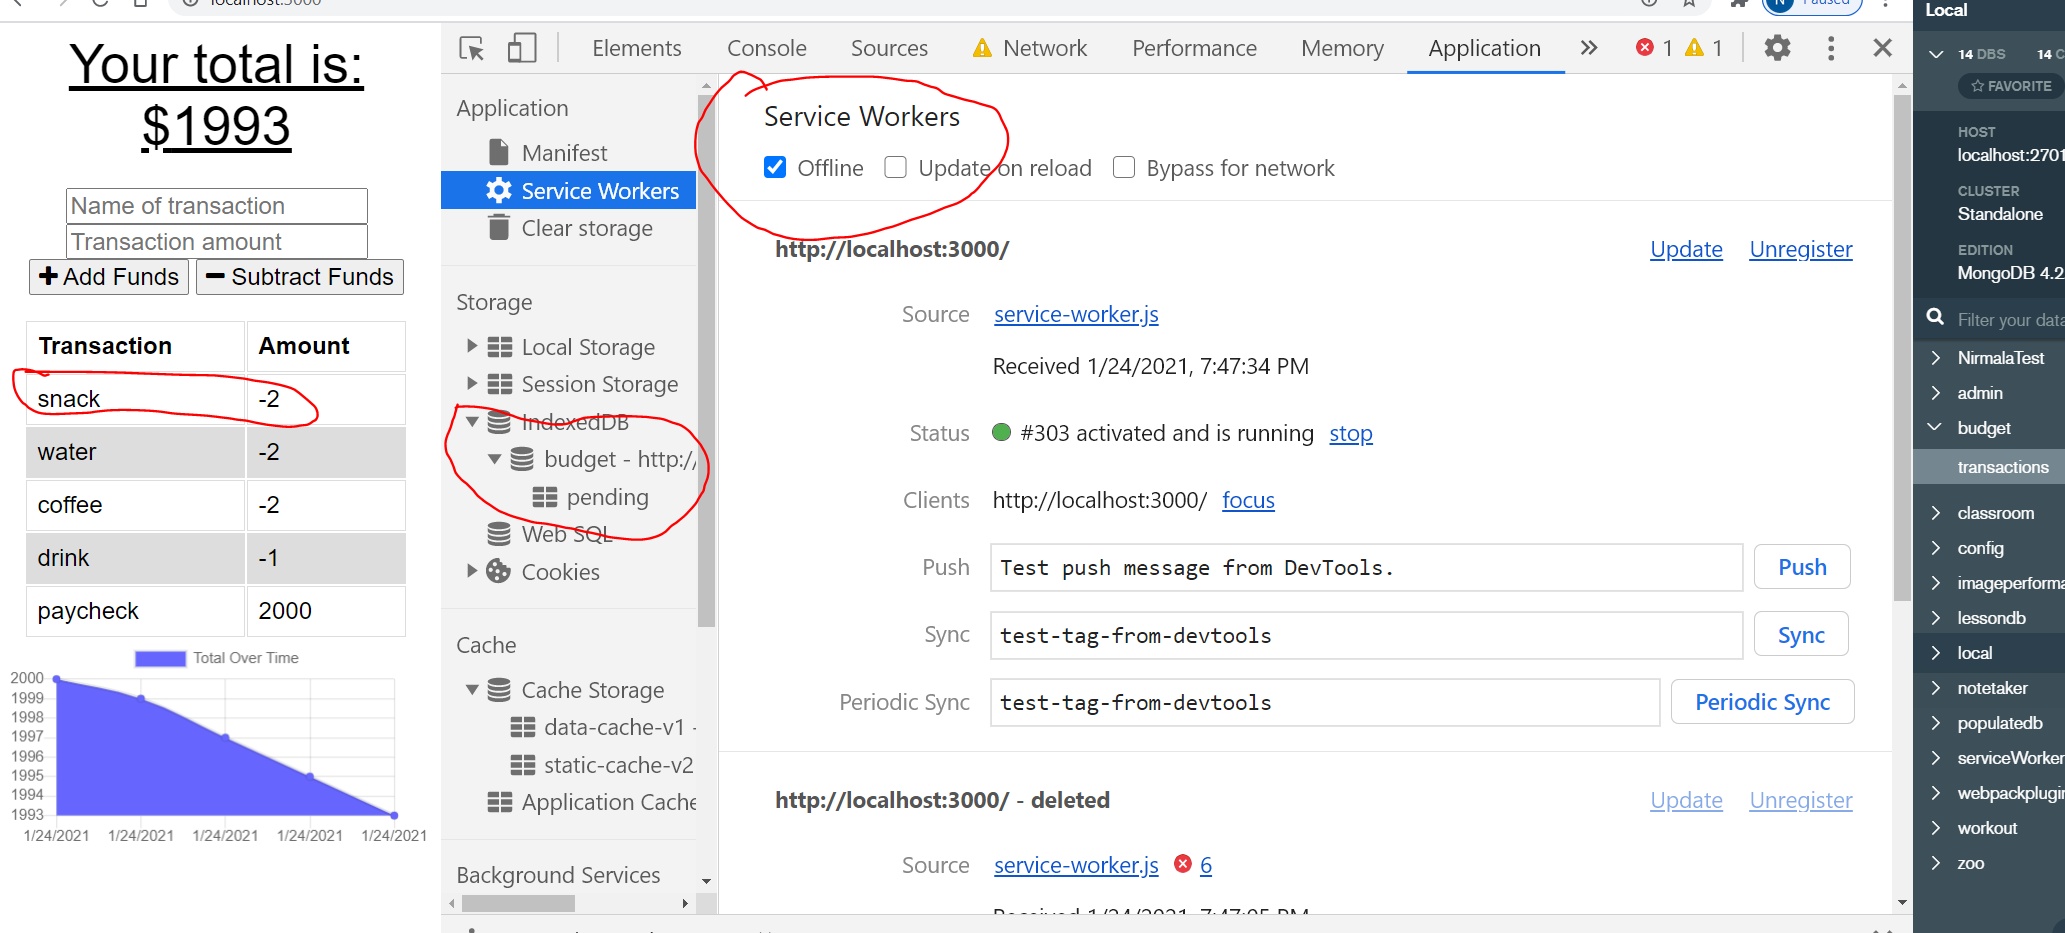 localhost:3000
Paused
Your total is:
$1993
Name of transaction
Transaction amount
Add Funds
Subtract Funds
Transaction Amount
snack -2
water -2
coffee -2
drink -1
paycheck 2000
Total Over Time
2000
1999
1998
1997
1996
1995
1994
1993
1/24/2021 1/24/2021 1/24/2021 1/24/2021 1/24/2021
Elements Console Sources Network Performance Memory Application 1 1
Application
Manifest
Service Workers
Clear storage
Storage
Local Storage
Session Storage
IndexedDB
budget - http:/
pending
Web SQL
Cookies
Cache
Cache Storage
data-cache-v1 -
static-cache-v2
Application Cache
Background Services
Service Workers
Offline Update on reload Bypass for network
http://localhost:3000/ Update Unregister
Source service-worker.js
Received 1/24/2021, 7:47:34 PM
Status #303 activated and is running stop
Clients http://localhost:3000/ focus
Push Test push message from DevTools. Push
Sync test-tag-from-devtools Sync
Periodic Sync test-tag-from-devtools Periodic Sync
http://localhost:3000/ - deleted Update Unregister
Source service-worker.js 6
Received 1/24/2021, 7:47:05 PM
Local
14 DBS 14 C
FAVORITE
HOST
localhost:2701
CLUSTER
Standalone
EDITION
MongoDB 4.2
Filter your data
NirmalaTest
admin
budget
transactions
classroom
config
imageperforma
lessondb
local
notetaker
populatedb
serviceWorker
webpackplugin
workout
zoo